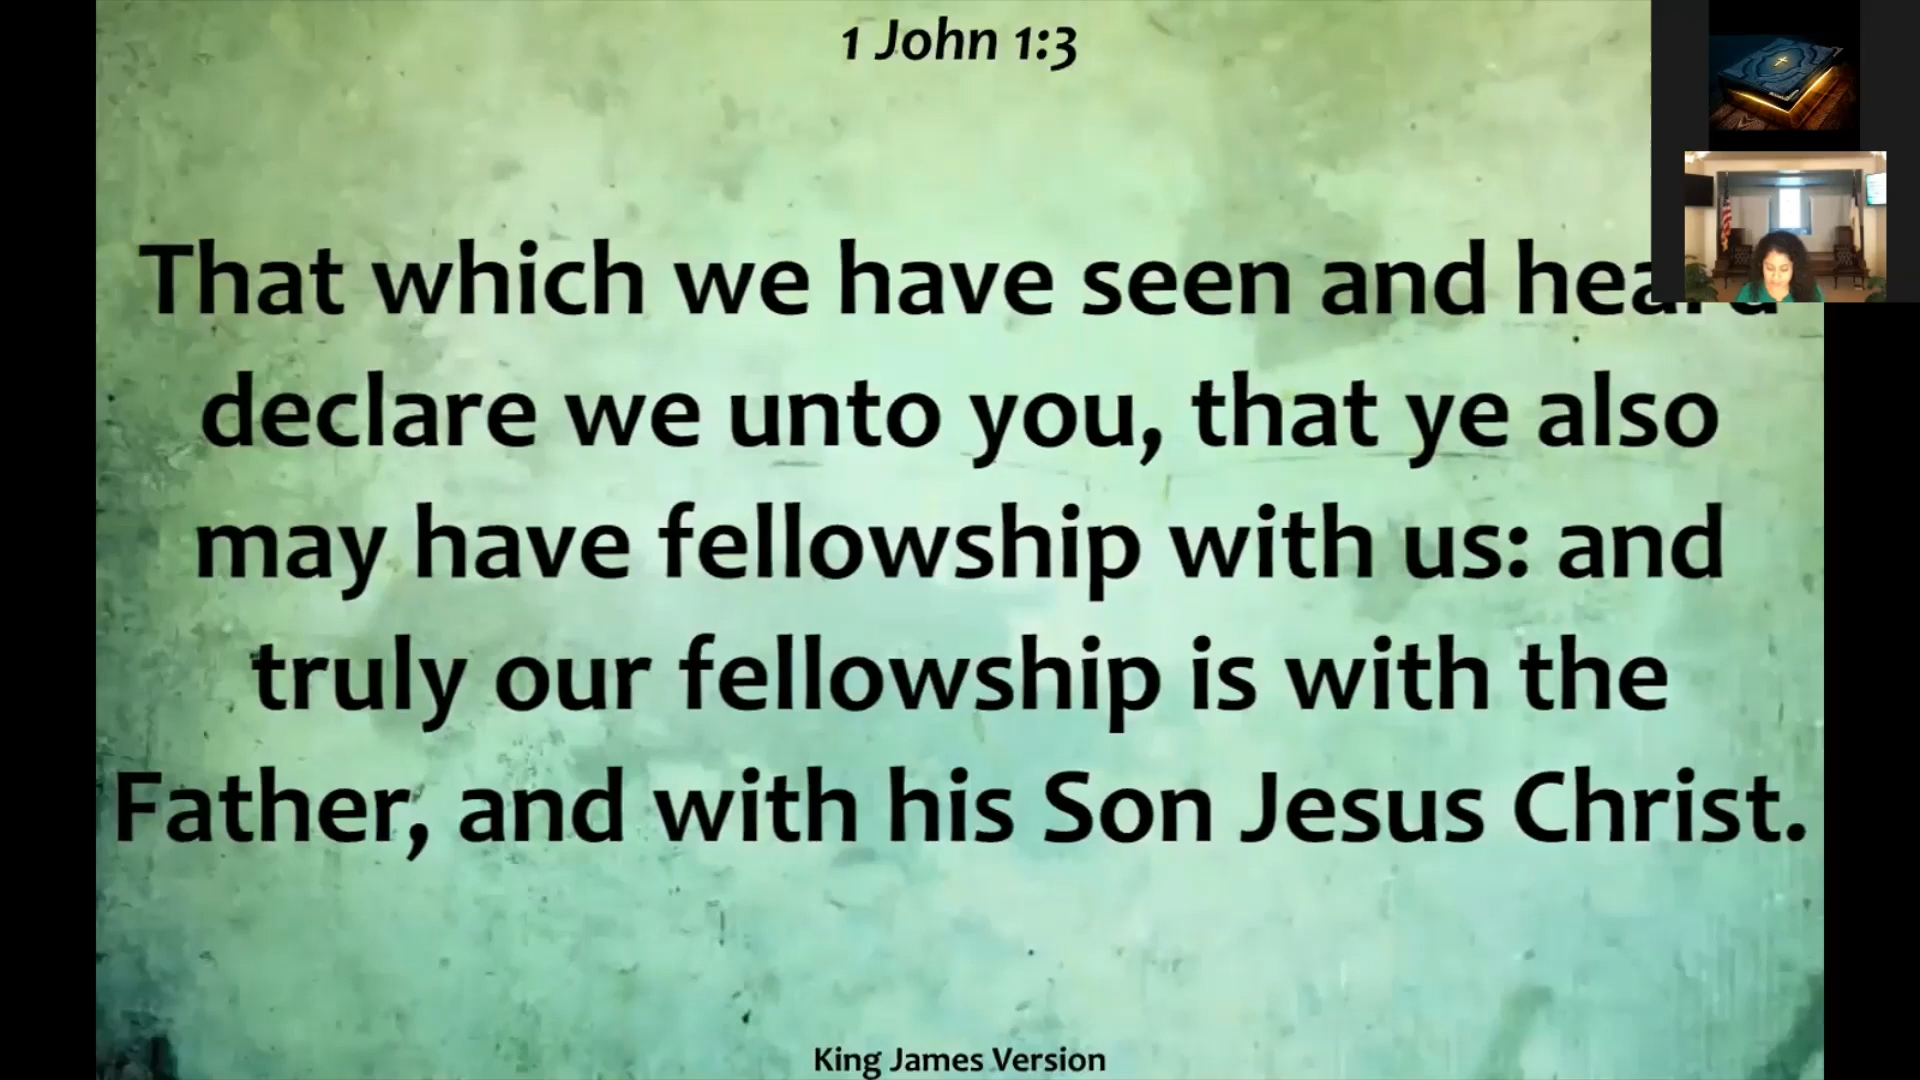 1 John 1:3
That which we have seen and heard
declare we unto you, that ye also
may have fellowship with us: and
truly our fellowship is with the
Father, and with his Son Jesus Christ.
King James Version